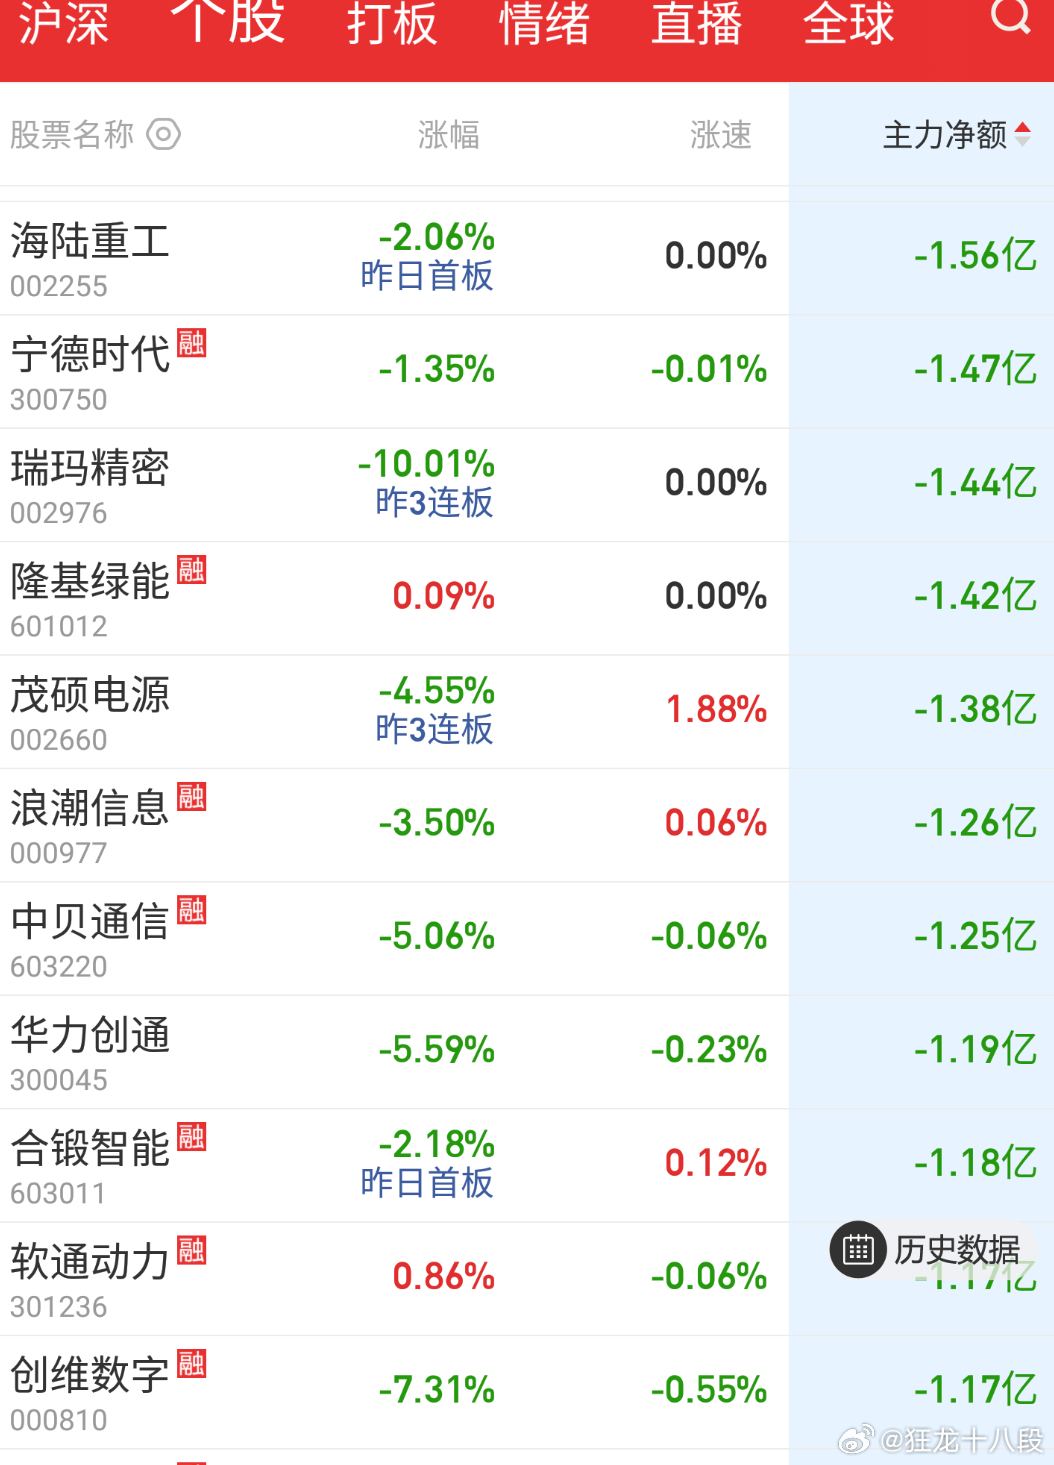 沪深 个股 打板 情绪 直播 全球
股票名称 涨幅 涨速 主力净额
海陆重工 -2.06% 0.00% -1.56亿
002255 昨日首板
宁德时代 融 -1.35% -0.01% -1.47亿
300750
瑞玛精密 -10.01% 0.00% -1.44亿
002976 昨3连板
隆基绿能 融 0.09% 0.00% -1.42亿
601012
茂硕电源 -4.55% 1.88% -1.38亿
002660 昨3连板
浪潮信息 融 -3.50% 0.06% -1.26亿
000977
中贝通信 融 -5.06% -0.06% -1.25亿
603220
华力创通 -5.59% -0.23% -1.19亿
300045
合锻智能 融 -2.18% 0.12% -1.18亿
603011 昨日首板
历史数据
软通动力 融 0.86% -0.06% -1.17亿
301236
创维数字 融 -7.31% -0.55% -1.17亿
000810
@狂龙十八段